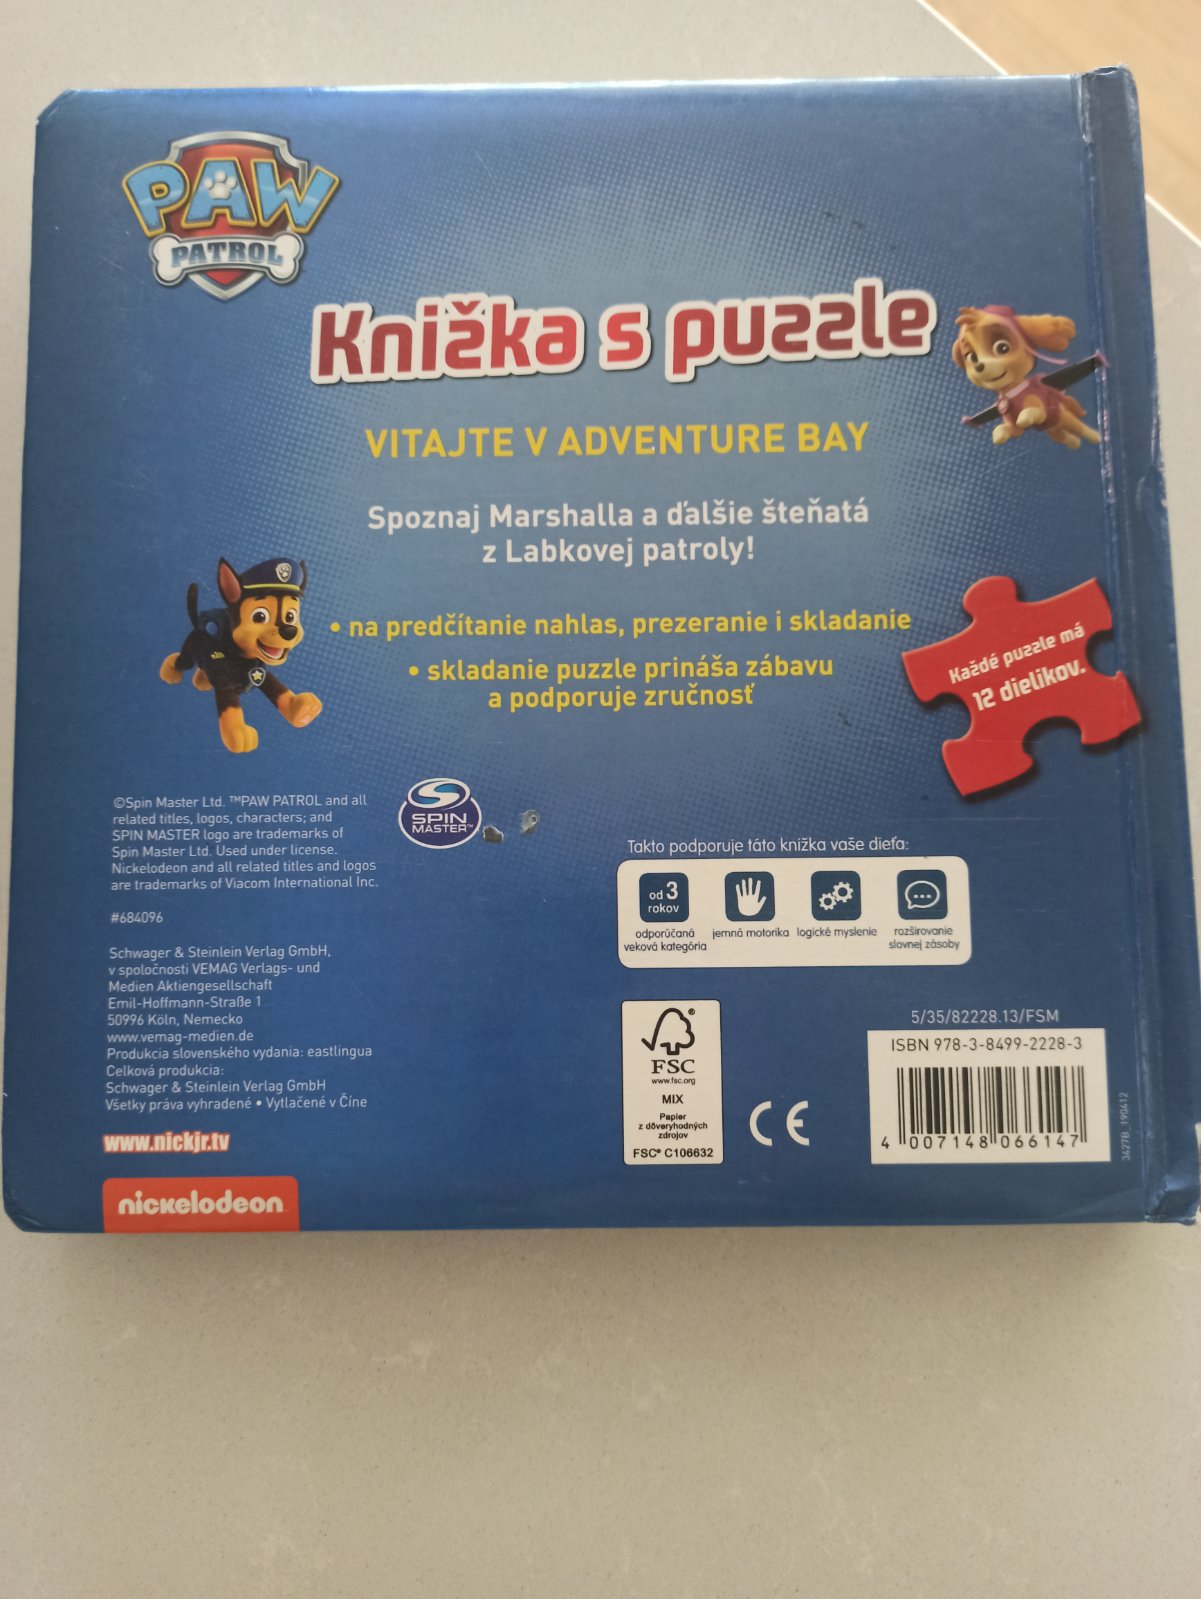 PAW
PATROL
Knižka s puzzle
VITAJTE V ADVENTURE BAY
Spoznaj Marshalla a ďalšie šteňatá
z Labkovej patroly!
• na predčítanie nahlas, prezeranie i skladanie
• skladanie puzzle prináša zábavu
a podporuje zručnosť
Každé puzzle má
12 dielikov.
©Spin Master Ltd. ™PAW PATROL and all
related titles, logos, characters; and
SPIN MASTER logo are trademarks of
Spin Master Ltd. Used under license.
Nickelodeon and all related titles and logos
are trademarks of Viacom International Inc.
#684096
SPIN
MASTER™
Schwager & Steinlein Verlag GmbH,
v spoločnosti VEMAG Verlags- und
Medien Aktiengesellschaft
Emil-Hoffmann-Straße 1
50996 Köln, Nemecko
www.vemag-medien.de
Produkcia slovenského vydania: eastlingua
Celková produkcia:
Schwager & Steinlein Verlag GmbH
Všetky práva vyhradené • Vytlačené v Číne
www.nickjr.tv
nickelodeon
Takto podporuje táto knižka vaše dieťa:
od 3
rokov
odporúčaná
veková kategória
jemná motorika
logické myslenie
rozširovanie
slovnej zásoby
FSC
www.fsc.org
MIX
Papier
z dôveryhodných
zdrojov
FSC® C106632
CE
5/35/82228.13/FSM
ISBN 978-3-8499-2228-3
4 007148 066147
3427B_190412